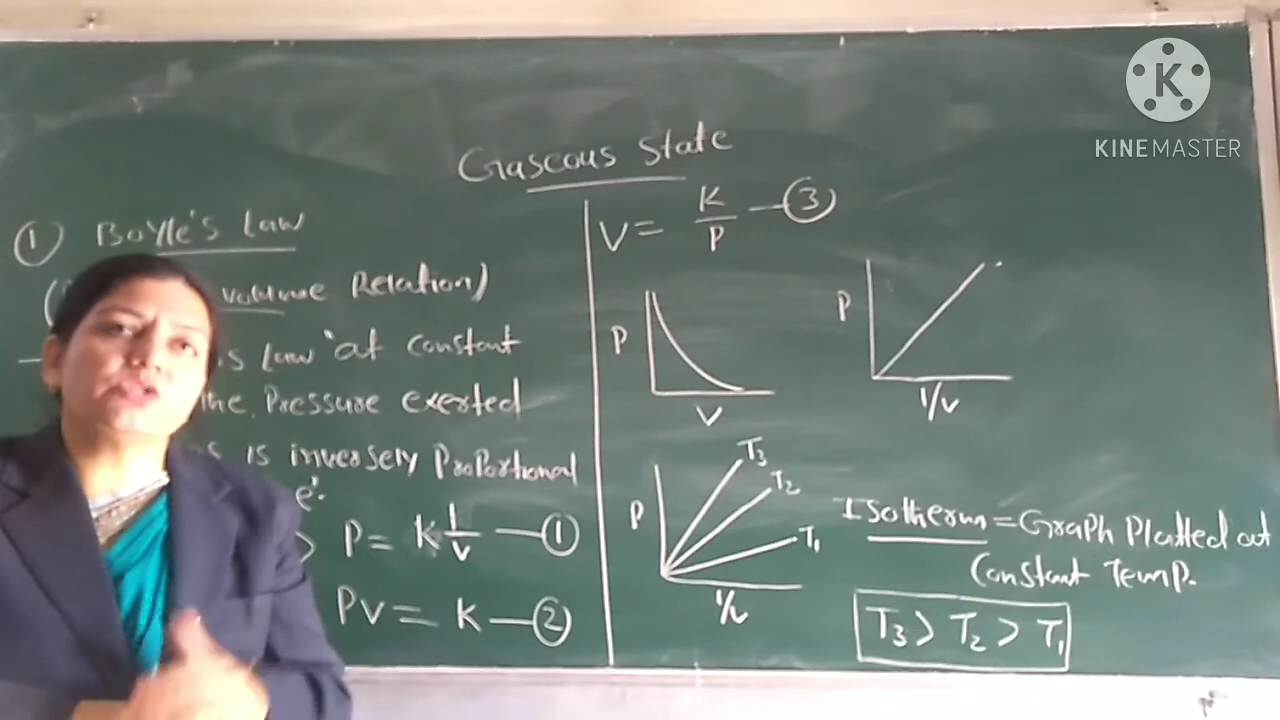 KINEMASTER
Gaseous State
① Boyle's Law
volume Relation)
Law "at constant
Pressure exerted
is inversely Proportional
P = K 1/V — ①
PV = K — ②
V = K/P — ③
P
V
P
1/V
P
T₃
T₂
T₁
1/V
Isotherm = Graph Plotted at
Constant Temp.
T₃ > T₂ > T₁